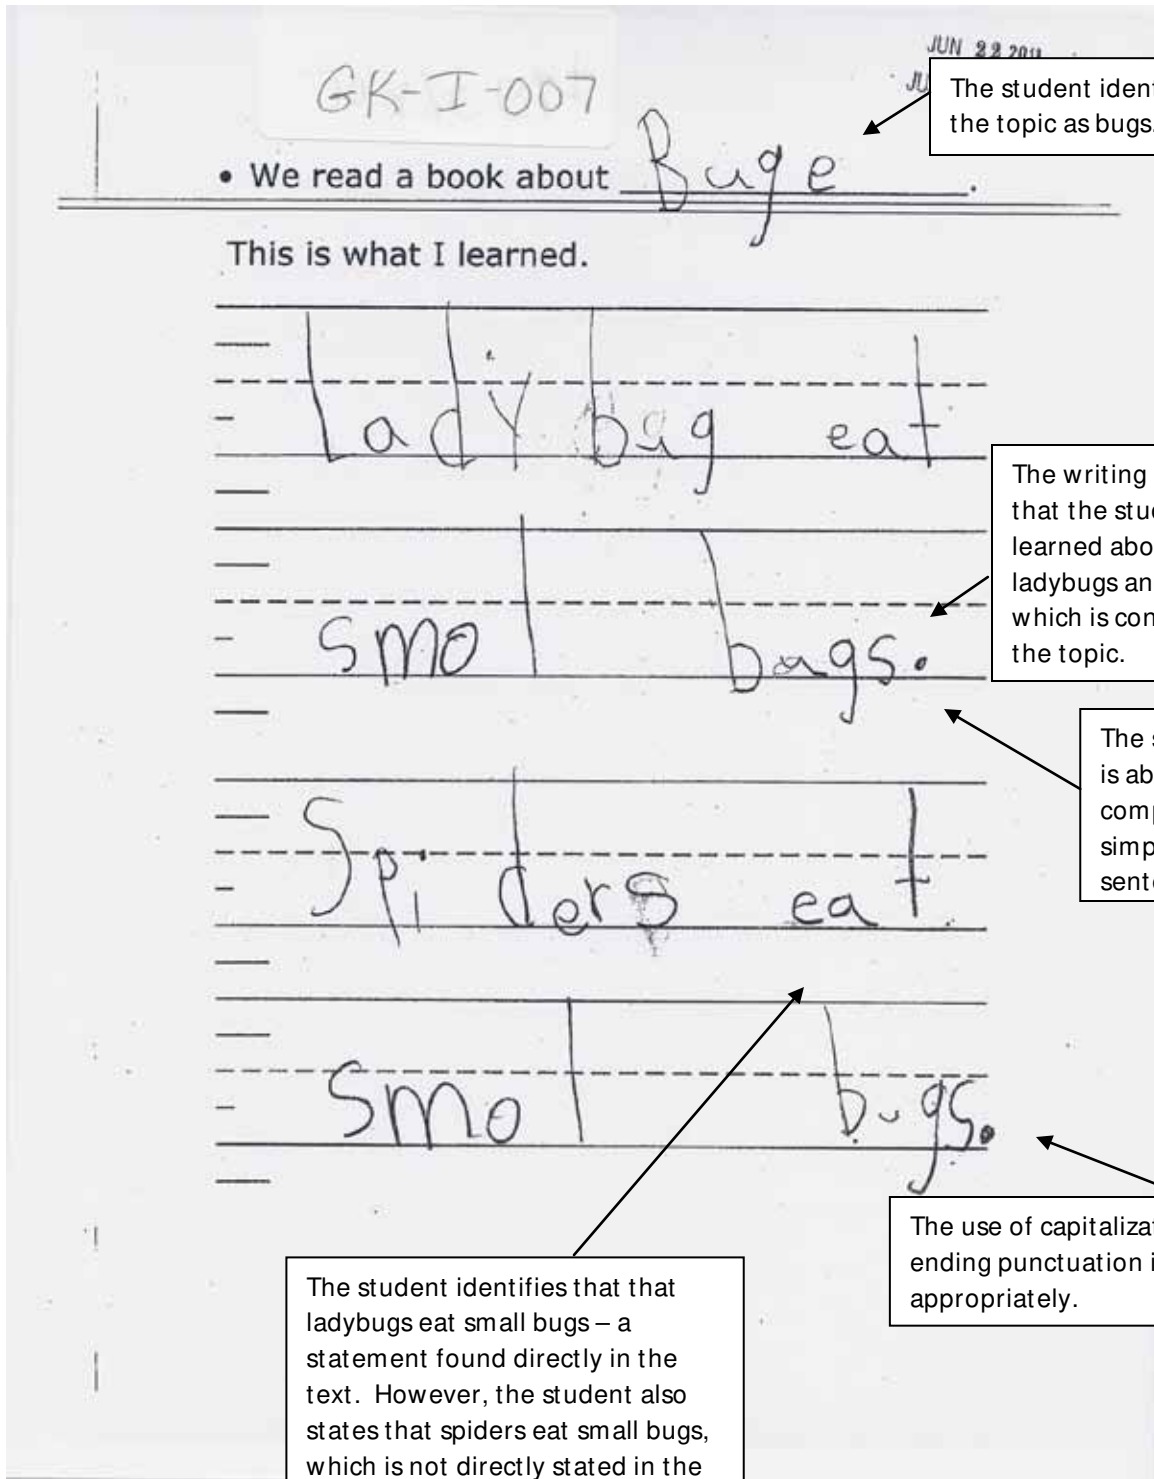 GK-I-007
JUN 22 2011
JU
The student ident
the topic as bugs.
• We read a book about Buge.
This is what I learned.
Ladybug eat
smol bugs.
Spiders eat
smol bugs.
The writing
that the stu
learned abo
ladybugs an
which is con
the topic.
The s
is ab
comp
simp
sent
The use of capitalizat
ending punctuation i
appropriately.
The student identifies that that
ladybugs eat small bugs – a
statement found directly in the
text. However, the student also
states that spiders eat small bugs,
which is not directly stated in the